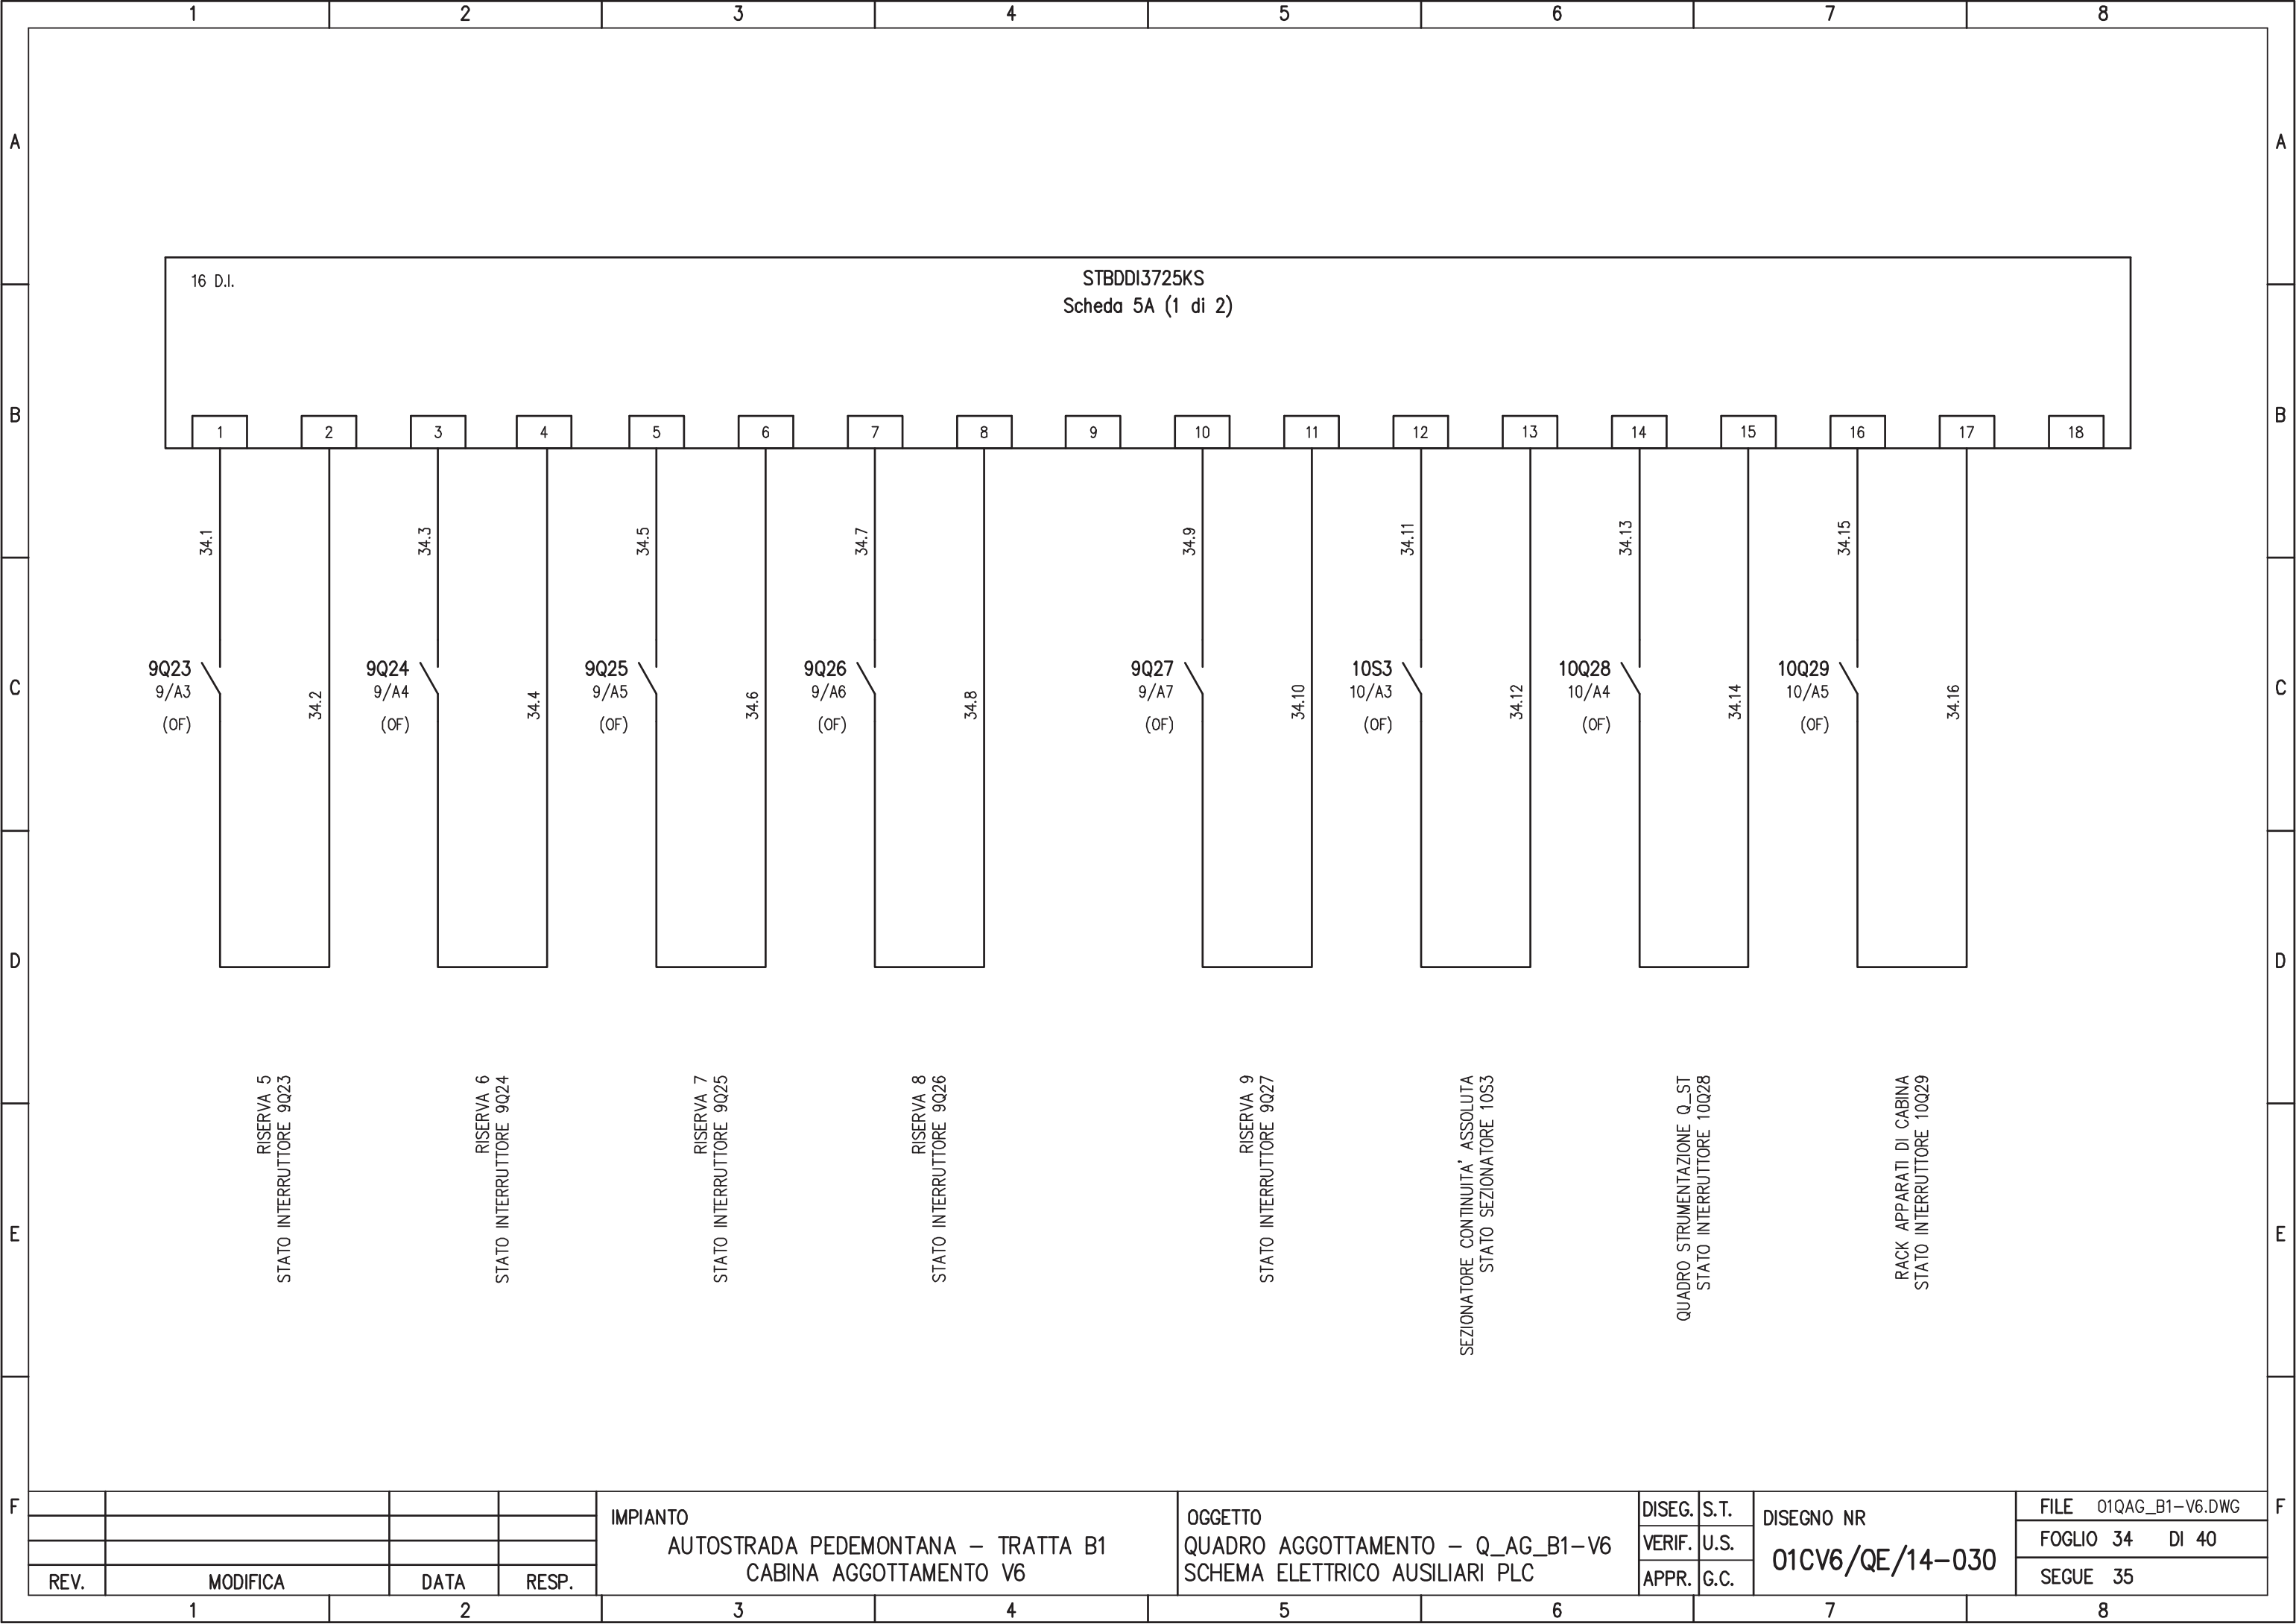 1 2 3 4 5 6 7 8
A A
B B
C C
D D
E E
F F
16 D.I.
STBDDI3725KS
Scheda 5A (1 di 2)
1 2 3 4 5 6 7 8 9 10 11 12 13 14 15 16 17 18
34.1 34.3 34.5 34.7 34.9 34.11 34.13 34.15
9Q23 9Q24 9Q25 9Q26 9Q27 10S3 10Q28 10Q29
9/A3 9/A4 9/A5 9/A6 9/A7 10/A3 10/A4 10/A5
(OF) (OF) (OF) (OF) (OF) (OF) (OF) (OF)
34.2 34.4 34.6 34.8 34.10 34.12 34.14 34.16
RISERVA 5
STATO INTERRUTTORE 9Q23
RISERVA 6
STATO INTERRUTTORE 9Q24
RISERVA 7
STATO INTERRUTTORE 9Q25
RISERVA 8
STATO INTERRUTTORE 9Q26
RISERVA 9
STATO INTERRUTTORE 9Q27
SEZIONATORE CONTINUITA' ASSOLUTA
STATO SEZIONATORE 10S3
QUADRO STRUMENTAZIONE Q_ST
STATO INTERRUTTORE 10Q28
RACK APPARATI DI CABINA
STATO INTERRUTTORE 10Q29
REV. MODIFICA DATA RESP.
IMPIANTO
AUTOSTRADA PEDEMONTANA - TRATTA B1
CABINA AGGOTTAMENTO V6
OGGETTO
QUADRO AGGOTTAMENTO - Q_AG_B1-V6
SCHEMA ELETTRICO AUSILIARI PLC
DISEG. S.T.
VERIF. U.S.
APPR. G.C.
DISEGNO NR
01CV6/QE/14-030
FILE 01QAG_B1-V6.DWG
FOGLIO 34 DI 40
SEGUE 35
1 2 3 4 5 6 7 8